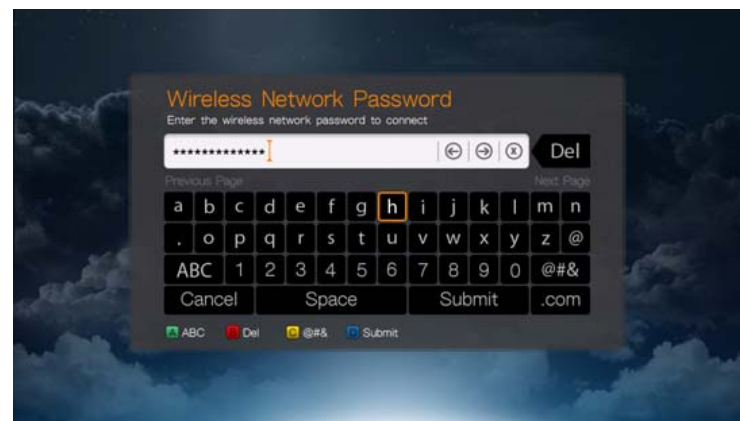 Wireless Network Password
Enter the wireless network password to connect
************* Del
Previous Page Next Page
a b c d e f g h i j k l m n
. o p q r s t u v w x y z @
ABC 1 2 3 4 5 6 7 8 9 0 @#&
Cancel Space Submit .com
A ABC B Del C @#& D Submit